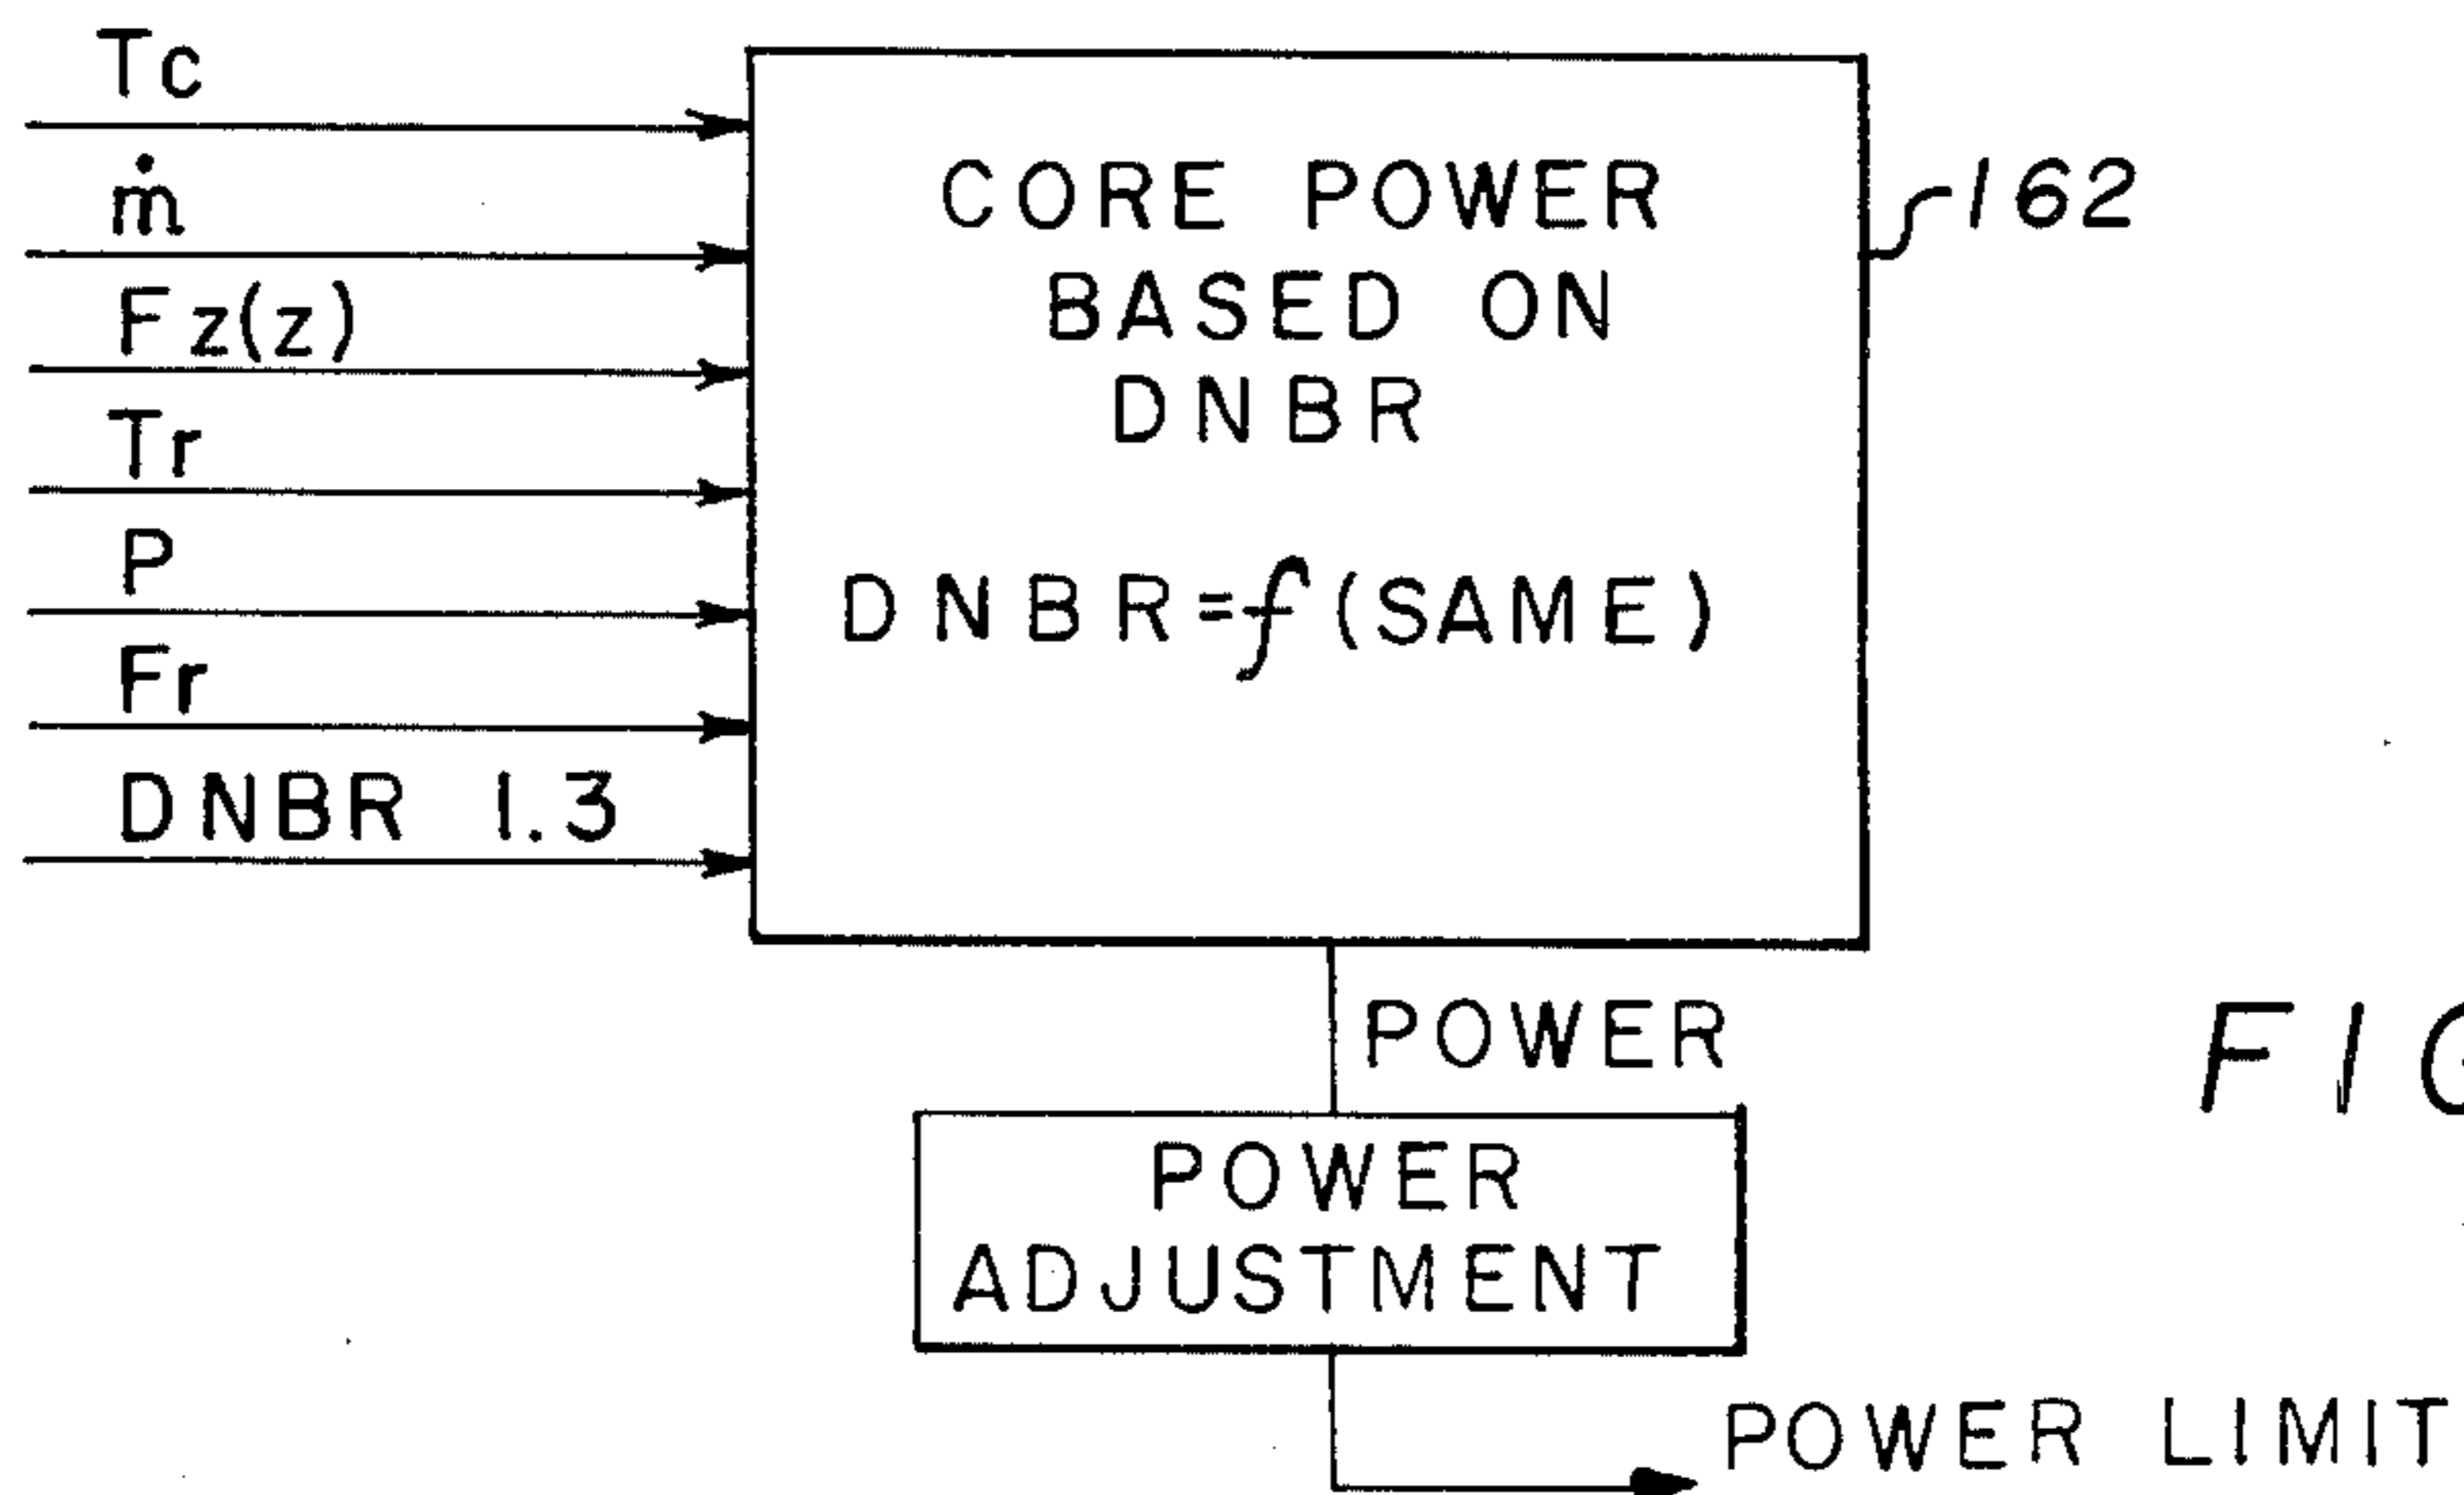 Tc
ṁ
Fz(z)
Tr
P
Fr
DNBR 1.3
CORE POWER
BASED ON
DNBR
DNBR=f(SAME)
162
POWER
POWER
ADJUSTMENT
POWER LIMIT